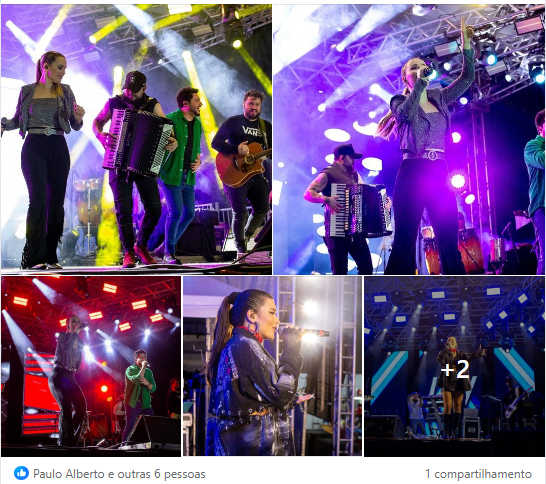 VANS
+2
Paulo Alberto e outras 6 pessoas
1 compartilhamento